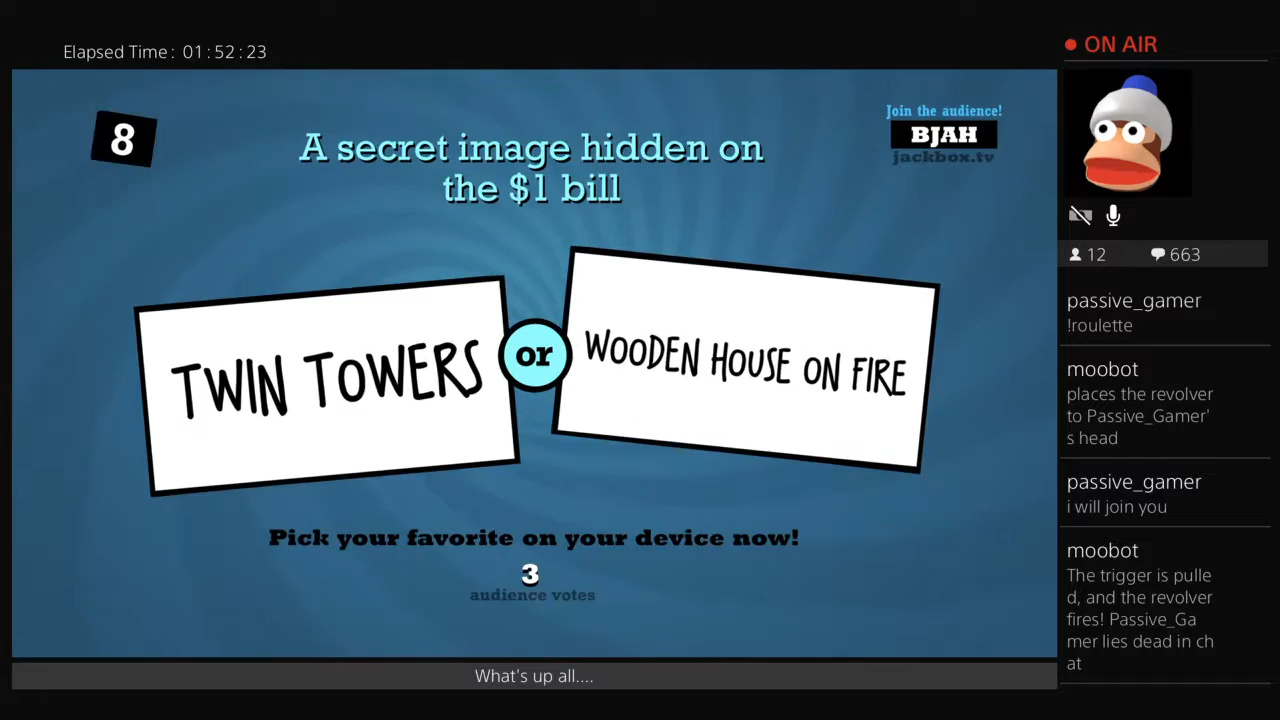 Elapsed Time: 01:52:23
ON AIR
8
A secret image hidden on
the $1 bill
Join the audience!
BJAH
jackbox.tv
TWIN TOWERS
or
WOODEN HOUSE ON FIRE
Pick your favorite on your device now!
3
audience votes
What's up all....
12
663
passive_gamer
!roulette
moobot
places the revolver
to Passive_Gamer'
s head
passive_gamer
i will join you
moobot
The trigger is pulle
d, and the revolver
fires! Passive_Ga
mer lies dead in ch
at